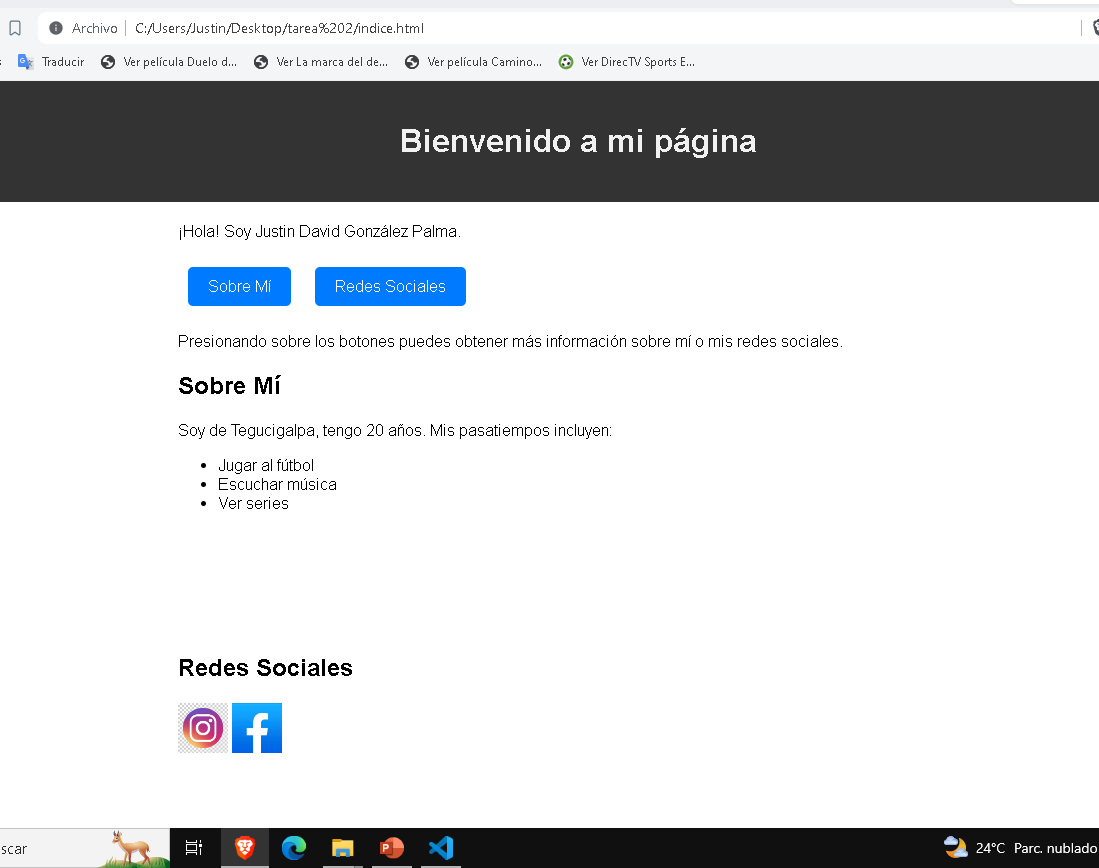 Archivo C:/Users/Justin/Desktop/tarea%202/indice.html
Traducir Ver película Duelo d... Ver La marca del de... Ver película Camino... Ver DirecTV Sports E...
Bienvenido a mi página
¡Hola! Soy Justin David González Palma.
Sobre Mí Redes Sociales
Presionando sobre los botones puedes obtener más información sobre mí o mis redes sociales.
Sobre Mí
Soy de Tegucigalpa, tengo 20 años. Mis pasatiempos incluyen:
• Jugar al fútbol
• Escuchar música
• Ver series
Redes Sociales
scar 24°C Parc. nublado